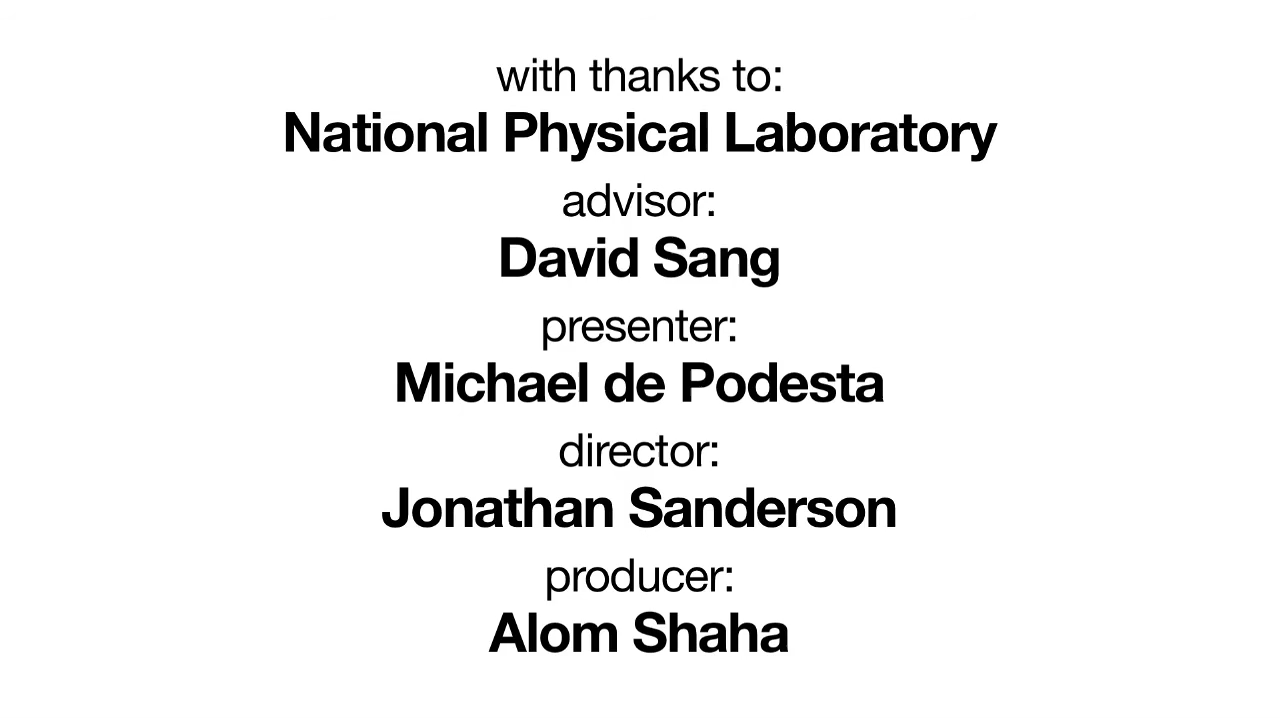 with thanks to:
National Physical Laboratory
advisor:
David Sang
presenter:
Michael de Podesta
director:
Jonathan Sanderson
producer:
Alom Shaha